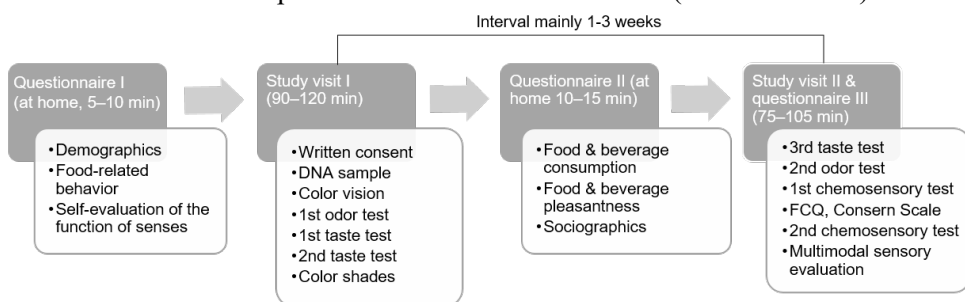 Interval mainly 1-3 weeks
Questionnaire I
(at home, 5–10 min)
•Demographics
•Food-related
behavior
•Self-evaluation of the
function of senses
Study visit I
(90–120 min)
•Written consent
•DNA sample
•Color vision
•1st odor test
•1st taste test
•2nd taste test
•Color shades
Questionnaire II (at
home 10–15 min)
•Food & beverage
consumption
•Food & beverage
pleasantness
•Sociographics
Study visit II &
questionnaire III
(75–105 min)
•3rd taste test
•2nd odor test
•1st chemosensory test
•FCQ, Consern Scale
•2nd chemosensory test
•Multimodal sensory
evaluation